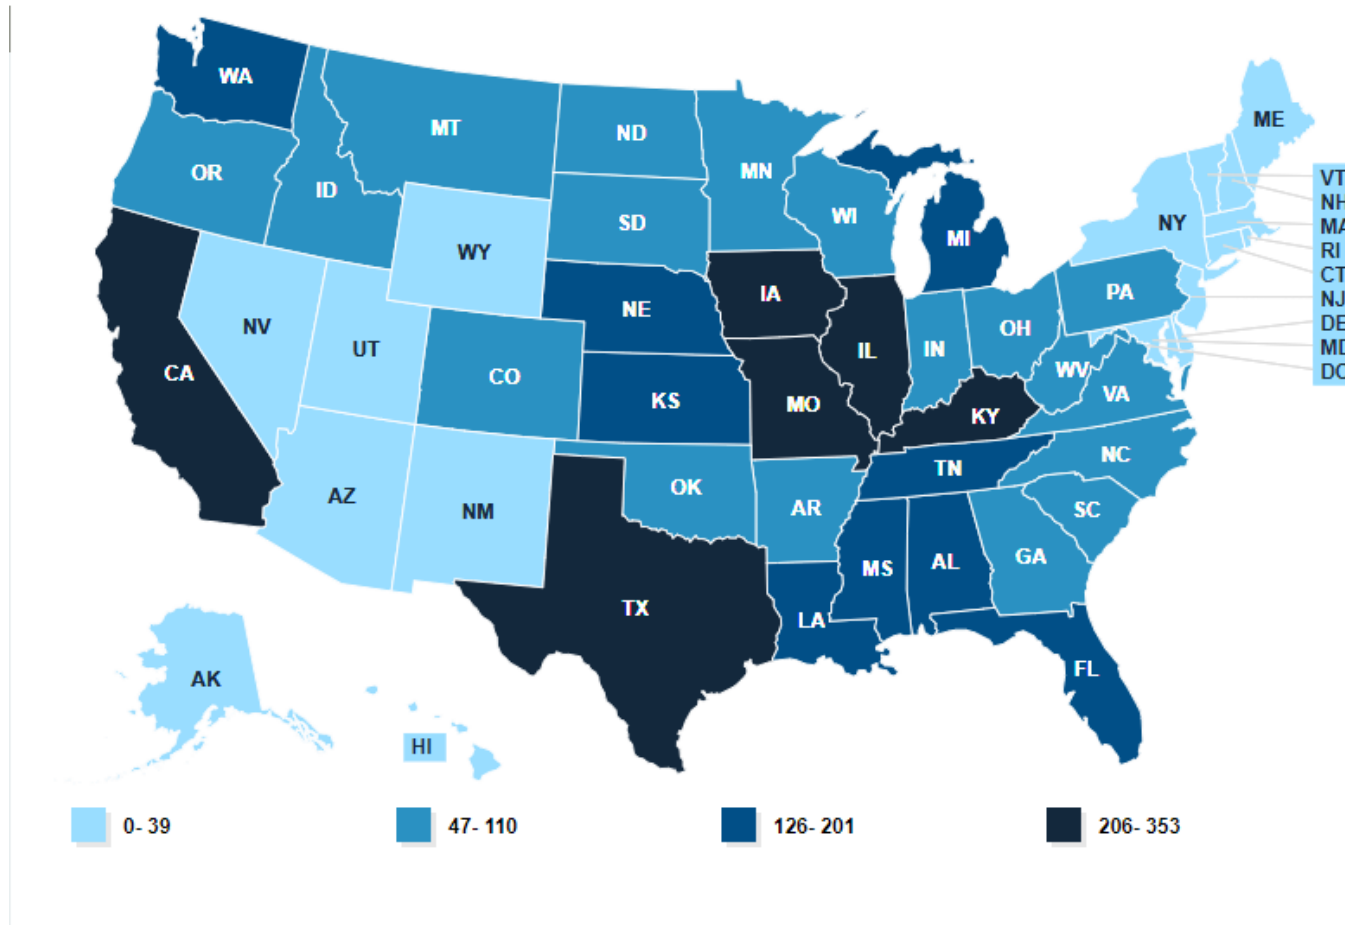 WA
ME
MT
ND
OR
MN
VT
ID
NH
WI
NY
SD
MA
MI
WY
RI
CT
IA
PA
NJ
NE
DE
NV
OH
UT
IL
IN
MD
CA
CO
WV
DC
KS
MO
VA
KY
NC
TN
OK
AZ
AR
SC
NM
GA
AL
MS
TX
LA
FL
AK
HI
0- 39
47- 110
126- 201
206- 353